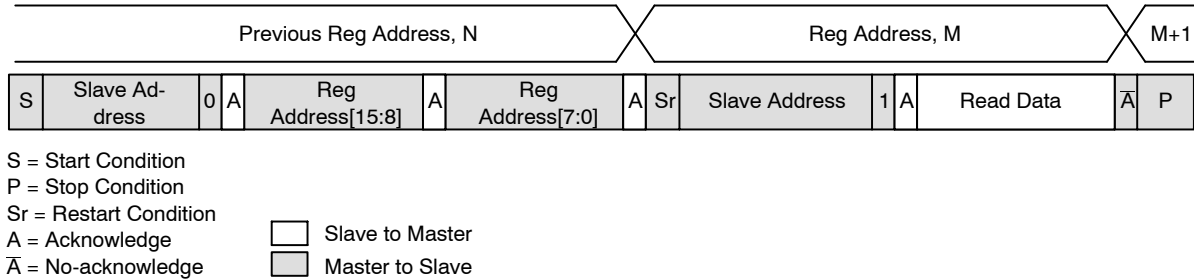 Previous Reg Address, N Reg Address, M M+1
S Slave Ad-
dress 0 A Reg
Address[15:8] A Reg
Address[7:0] A Sr Slave Address 1 A Read Data A̅ P
S = Start Condition
P = Stop Condition
Sr = Restart Condition
A = Acknowledge
A̅ = No-acknowledge
Slave to Master
Master to Slave